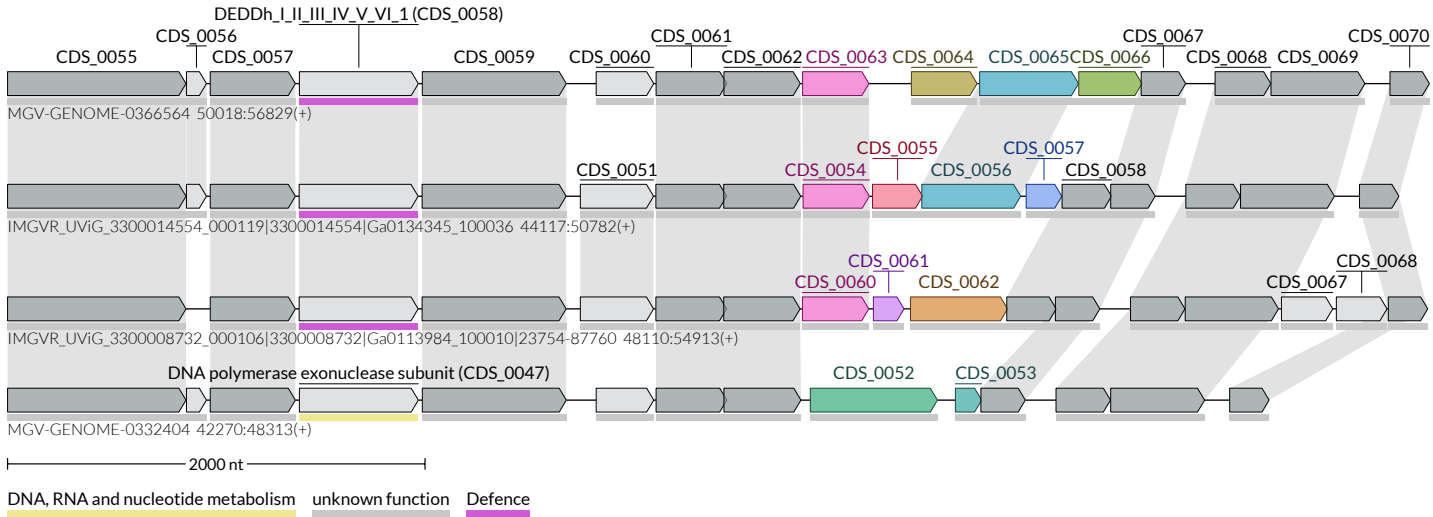 DEDDh_I_II_III_IV_V_VI_1 (CDS_0058)
CDS_0056 CDS_0061 CDS_0067 CDS_0070
CDS_0055 CDS_0057 CDS_0059 CDS_0060 CDS_0062 CDS_0063 CDS_0064 CDS_0065 CDS_0066 CDS_0068 CDS_0069
MGV-GENOME-0366564 50018:56829(+)
CDS_0055 CDS_0057
CDS_0051 CDS_0054 CDS_0056 CDS_0058
IMGVR_UViG_3300014554_000119|3300014554|Ga0134345_100036 44117:50782(+)
CDS_0061 CDS_0068
CDS_0060 CDS_0062 CDS_0067
IMGVR_UViG_3300008732_000106|3300008732|Ga0113984_100010|23754-87760 48110:54913(+)
DNA polymerase exonuclease subunit (CDS_0047) CDS_0052 CDS_0053
MGV-GENOME-0332404 42270:48313(+)
2000 nt
DNA, RNA and nucleotide metabolism unknown function Defence